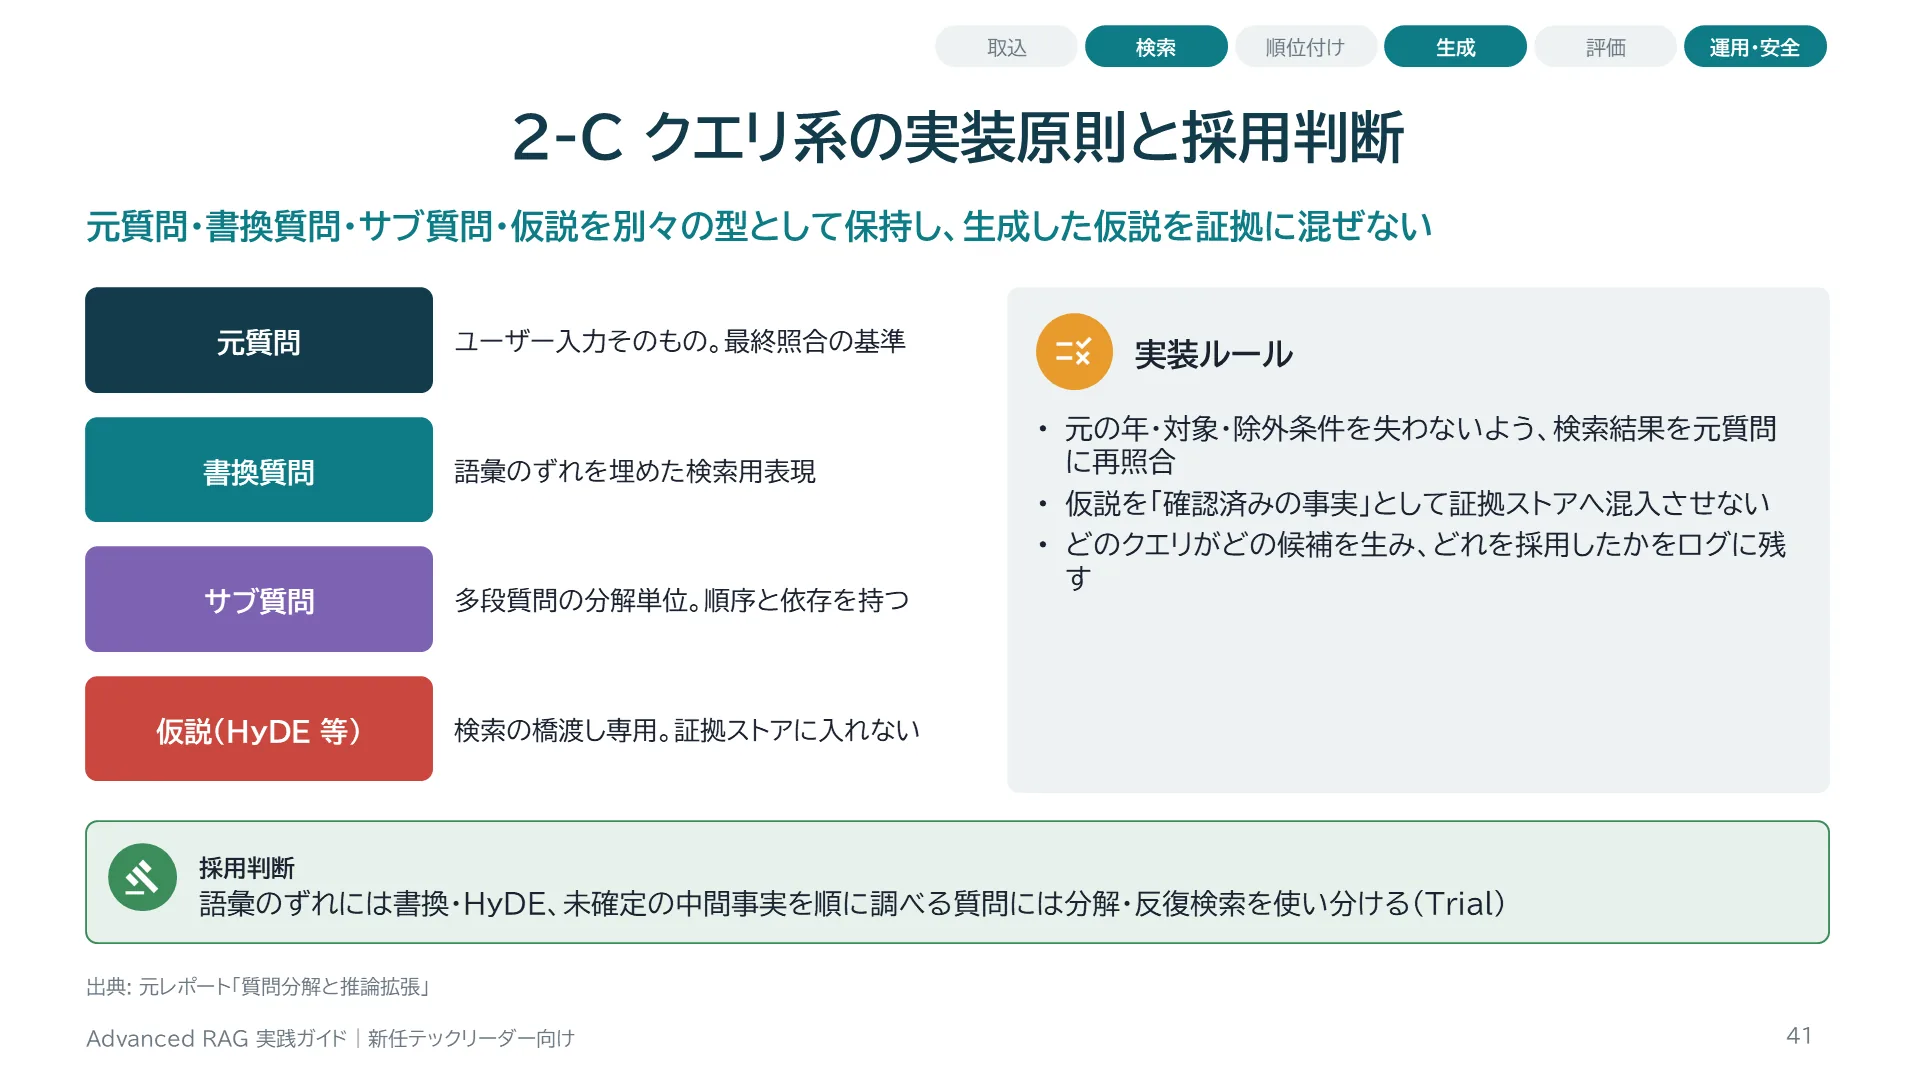 取込
検索
順位付け
生成
評価
運用・安全
2-C クエリ系の実装原則と採用判断
元質問・書換質問・サブ質問・仮説を別々の型として保持し、生成した仮説を証拠に混ぜない
元質問
ユーザー入力そのもの。最終照合の基準
書換質問
語彙のずれを埋めた検索用表現
サブ質問
多段質問の分解単位。順序と依存を持つ
仮説（HyDE 等）
検索の橋渡し専用。証拠ストアに入れない
実装ルール
• 元の年・対象・除外条件を失わないよう、検索結果を元質問
に再照合
• 仮説を「確認済みの事実」として証拠ストアへ混入させない
• どのクエリがどの候補を生み、どれを採用したかをログに残
す
採用判断
語彙のずれには書換・HyDE、未確定の中間事実を順に調べる質問には分解・反復検索を使い分ける（Trial）
出典: 元レポート「質問分解と推論拡張」
Advanced RAG 実践ガイド｜新任テックリーダー向け
41